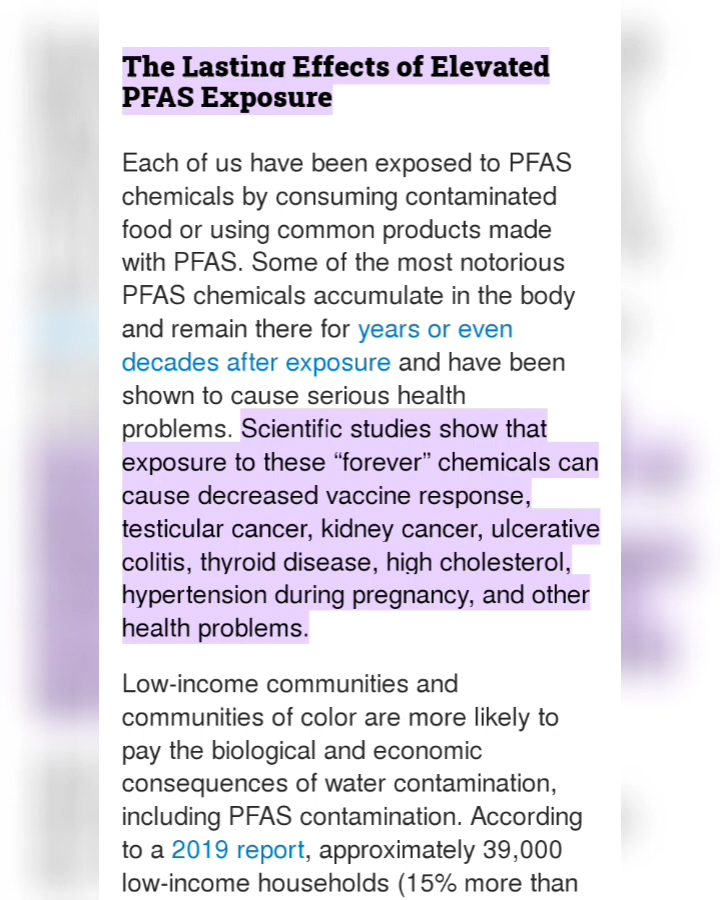 The Lasting Effects of Elevated
PFAS Exposure
Each of us have been exposed to PFAS
chemicals by consuming contaminated
food or using common products made
with PFAS. Some of the most notorious
PFAS chemicals accumulate in the body
and remain there for years or even
decades after exposure and have been
shown to cause serious health
problems. Scientific studies show that
exposure to these “forever” chemicals can
cause decreased vaccine response,
testicular cancer, kidney cancer, ulcerative
colitis, thyroid disease, high cholesterol,
hypertension during pregnancy, and other
health problems.
Low-income communities and
communities of color are more likely to
pay the biological and economic
consequences of water contamination,
including PFAS contamination. According
to a 2019 report, approximately 39,000
low-income households (15% more than